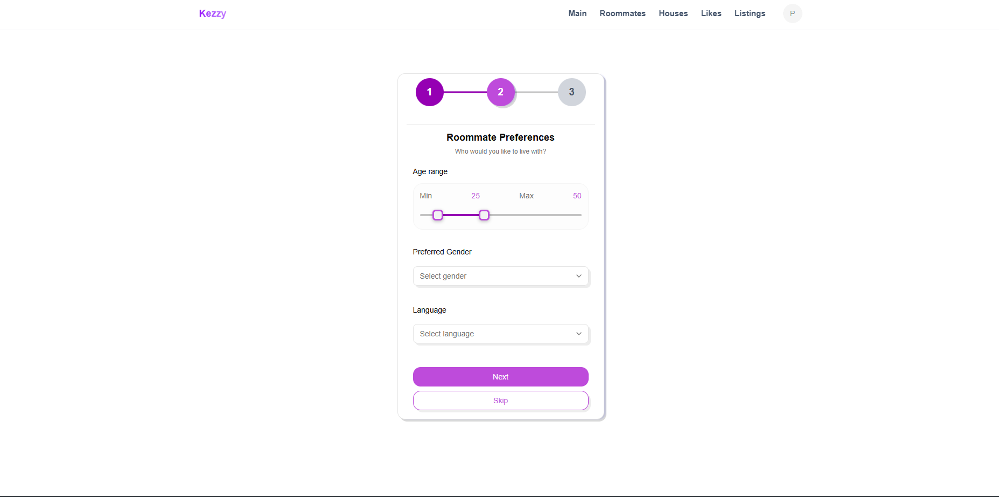 Kezzy
Main Roommates Houses Likes Listings P
1 2 3
Roommate Preferences
Who would you like to live with?
Age range
Min 25 Max 50
Preferred Gender
Select gender
Language
Select language
Next
Skip